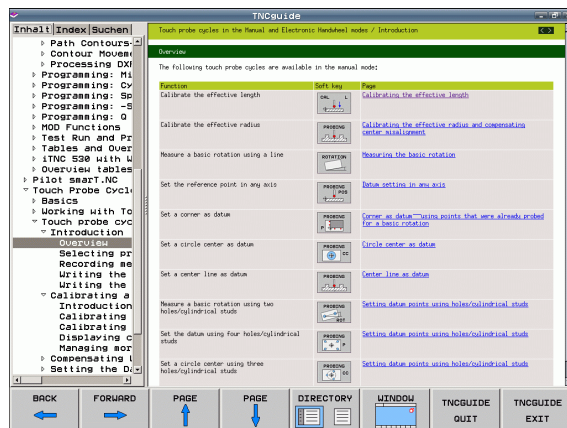 TNCguide
Inhalt Index Suchen
Path Contours-
Contour Moveme
Processing DXF
Programming: Mi
Programming: Cy
Programming: Sp
Programming: -S
Programming: Q
MOD Functions
Test Run and Pr
Tables and Over
iTNC 530 with W
Overview tables
Pilot smarT.NC
Touch Probe Cycl
Basics
Working with To
Touch probe cyc
Introduction
Overview
Selecting pr
Recording me
Writing the
Writing the
Calibrating a
Introduction
Calibrating
Calibrating
Displaying c
Managing mor
Compensating W
Setting the Da
Touch probe cycles in the Manual and Electronic Handwheel modes / Introduction
Overview
The following touch probe cycles are available in the manual mode:
Function Soft key Page
Calibrate the effective length CAL L Calibrating the effective length
Calibrate the effective radius PROBING Calibrating the effective radius and compensating
center misalignment
Measure a basic rotation using a line ROTATION Measuring the basic rotation
Set the reference point in any axis PROBING POS Datum setting in any axis
Set a corner as datum PROBING P Corner as datum—using points that were already probed
for a basic rotation
Set a circle center as datum PROBING CC Circle center as datum
Set a center line as datum PROBING Center line as datum
Measure a basic rotation using two
holes/cylindrical studs PROBING ROT Setting datum points using holes/cylindrical studs
Set the datum using four holes/cylindrical
studs PROBING P Setting datum points using holes/cylindrical studs
Set a circle center using three
holes/cylindrical studs PROBING CC Setting datum points using holes/cylindrical studs
BACK FORWARD PAGE PAGE DIRECTORY WINDOW TNCGUIDE TNCGUIDE
QUIT EXIT